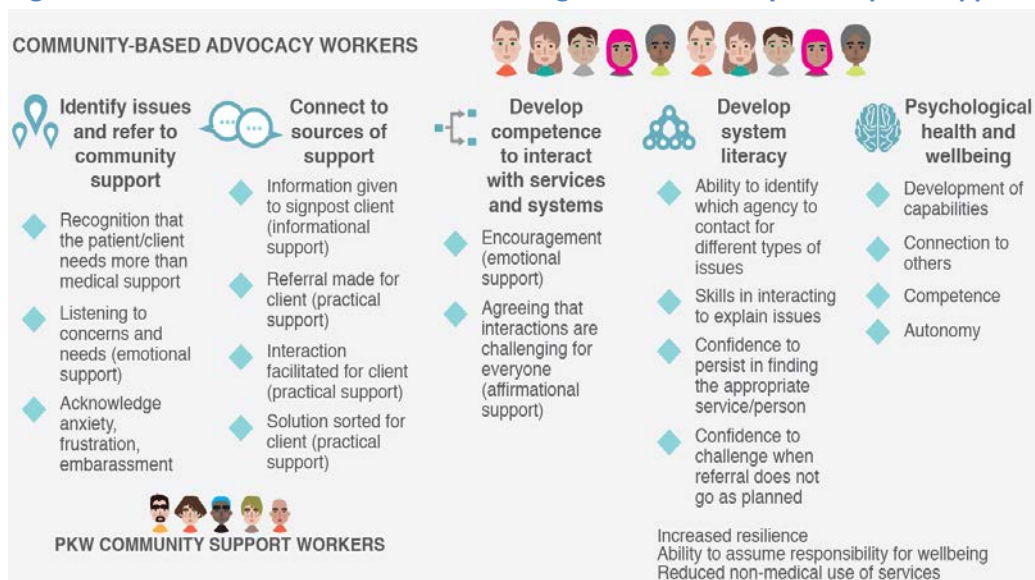 COMMUNITY-BASED ADVOCACY WORKERS
Identify issues
and refer to
community
support
Recognition that
the patient/client
needs more than
medical support
Listening to
concerns and
needs (emotional
support)
Acknowledge
anxiety,
frustration,
embarassment
Connect to
sources of
support
Information given
to signpost client
(informational
support)
Referral made for
client (practical
support)
Interaction
facilitated for client
(practical support)
Solution sorted for
client (practical
support)
Develop
competence
to interact
with services
and systems
Encouragement
(emotional
support)
Agreeing that
interactions are
challenging for
everyone
(affirmational
support)
Develop
system
literacy
Ability to identify
which agency to
contact for
different types of
issues
Skills in interacting
to explain issues
Confidence to
persist in finding
the appropriate
service/person
Confidence to
challenge when
referral does not
go as planned
Psychological
health and
wellbeing
Development of
capabilities
Connection to
others
Competence
Autonomy
PKW COMMUNITY SUPPORT WORKERS
Increased resilience
Ability to assume responsibility for wellbeing
Reduced non-medical use of services